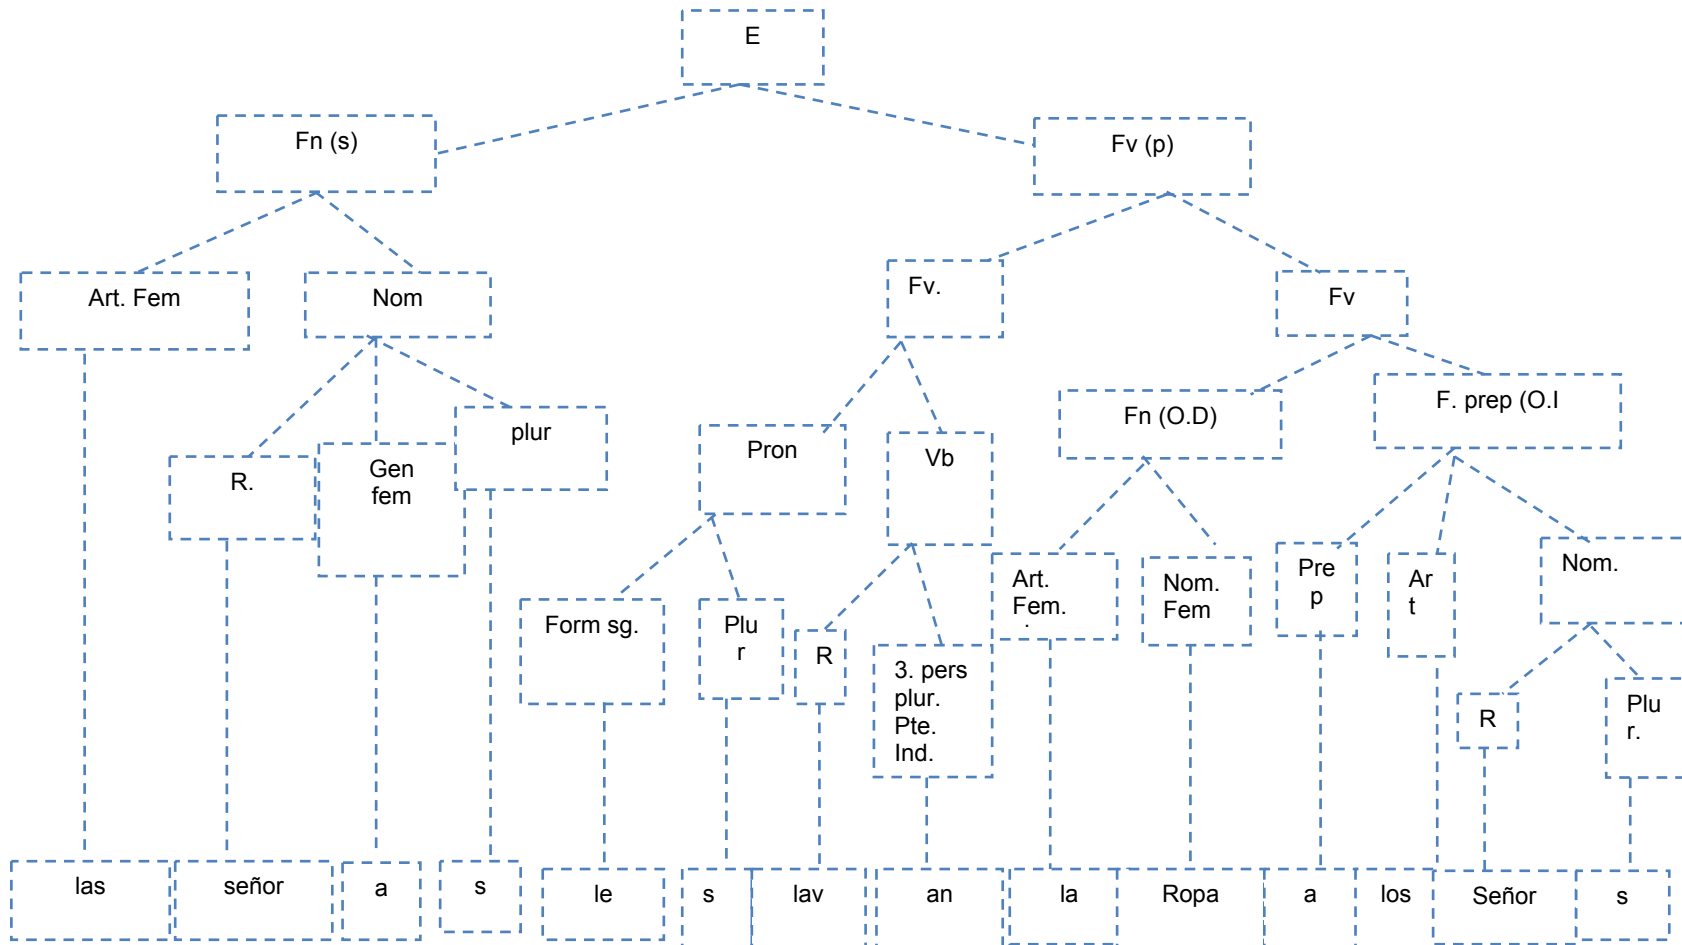 E
Fn (s)
Fv (p)
Art. Fem
Nom
Fv.
Fv
R.
Gen
fem
plur
Pron
Vb
Fn (O.D)
F. prep (O.I
Form sg.
Plu
r
R
3. pers
plur.
Pte.
Ind.
Art.
Fem.
.
Nom.
Fem
Pre
p
Ar
t
Nom.
R
Plu
r.
las
señor
a
s
le
s
lav
an
la
Ropa
a
los
Señor
s